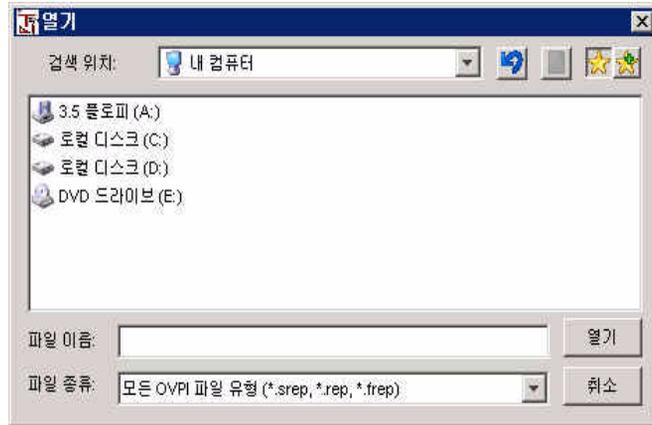 열기
검색 위치: 내 컴퓨터
3.5 플로피 (A:)
로컬 디스크 (C:)
로컬 디스크 (D:)
DVD 드라이브 (E:)
파일 이름: 열기
파일 종류: 모든 OVPI 파일 유형 (*.srep, *.rep, *.frep) 취소